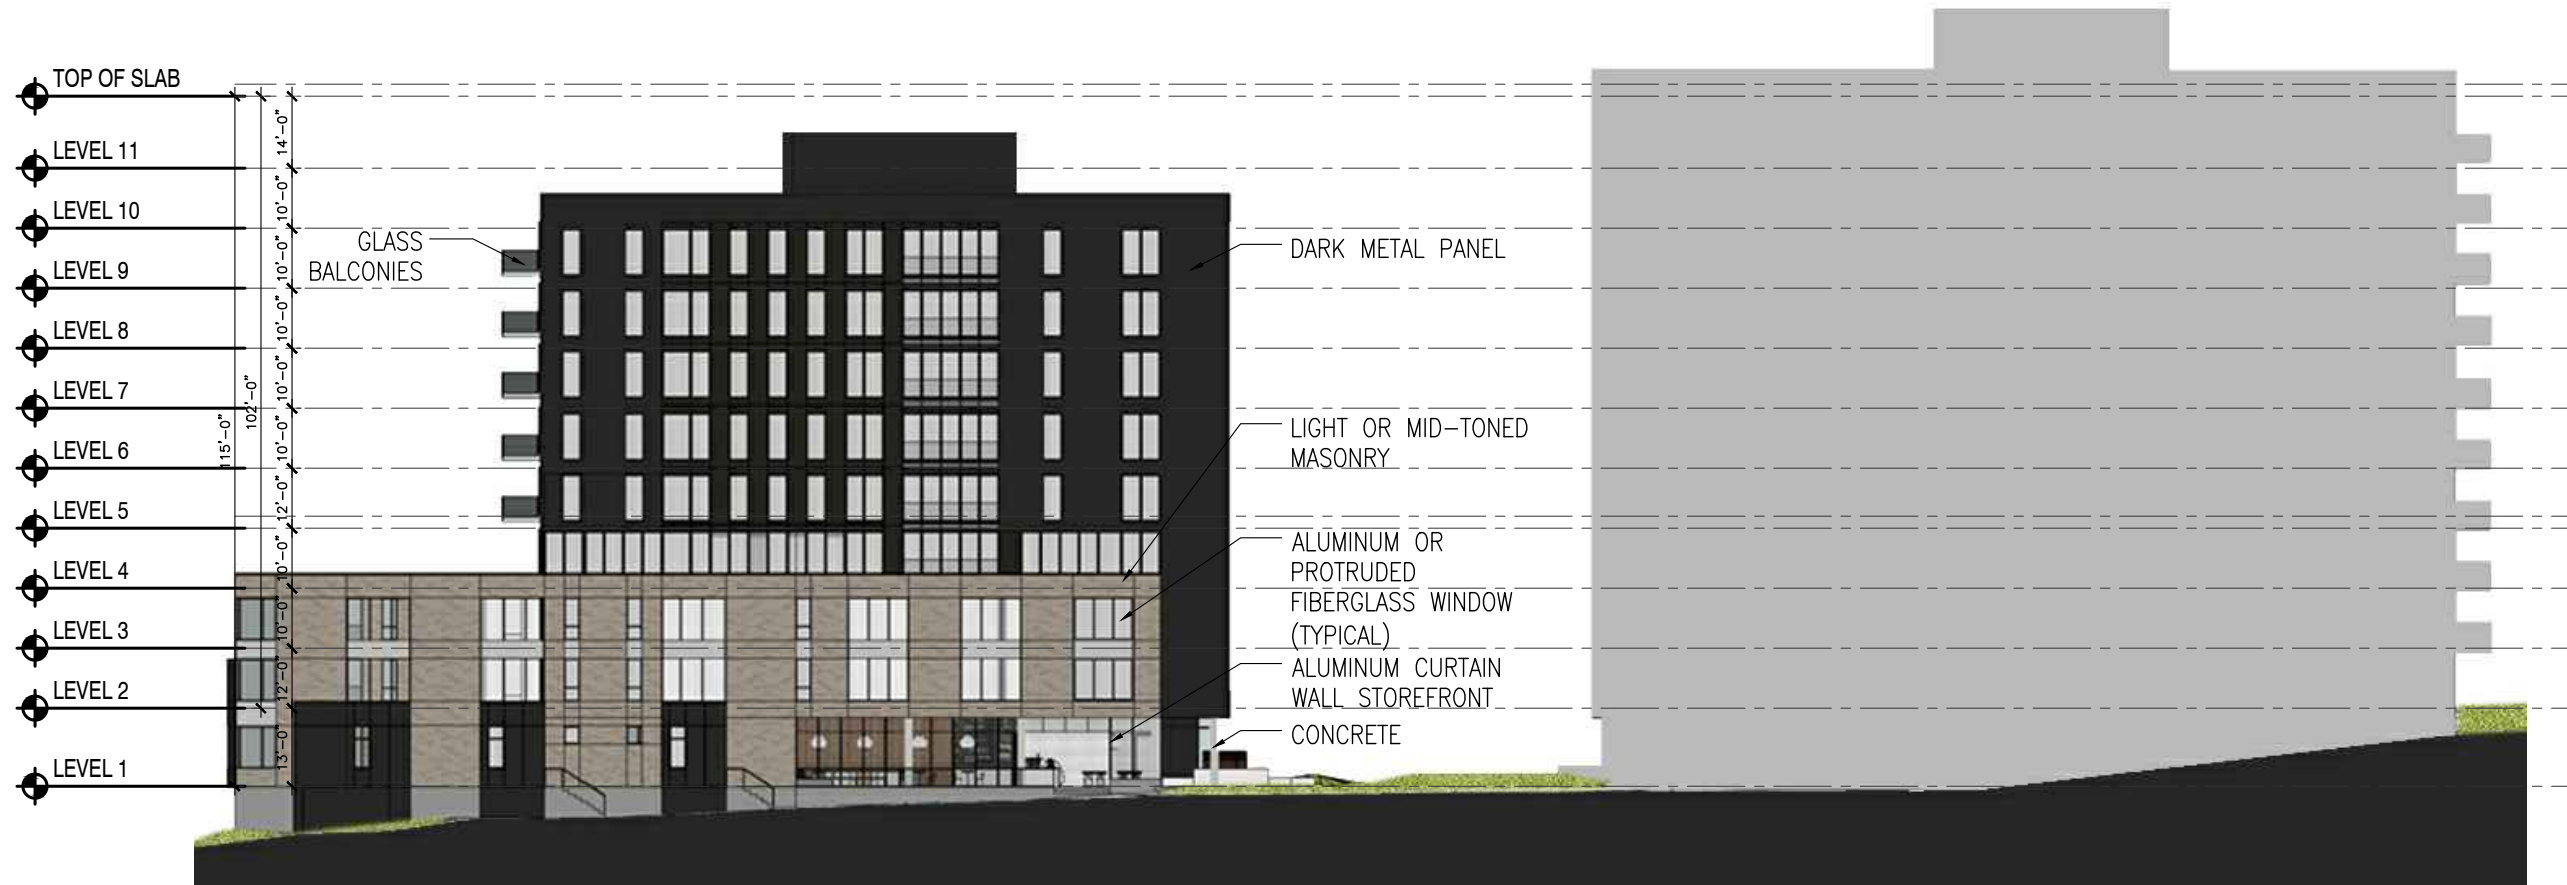 TOP OF SLAB
LEVEL 11
LEVEL 10
LEVEL 9
LEVEL 8
LEVEL 7
LEVEL 6
LEVEL 5
LEVEL 4
LEVEL 3
LEVEL 2
LEVEL 1
115'-0"
102'-0"
14'-0"
10'-0"
10'-0"
10'-0"
10'-0"
10'-0"
12'-0"
10'-0"
10'-0"
12'-0"
13'-0"
GLASS
BALCONIES
DARK METAL PANEL
LIGHT OR MID-TONED
MASONRY
ALUMINUM OR
PROTRUDED
FIBERGLASS WINDOW
(TYPICAL)
ALUMINUM CURTAIN
WALL STOREFRONT
CONCRETE